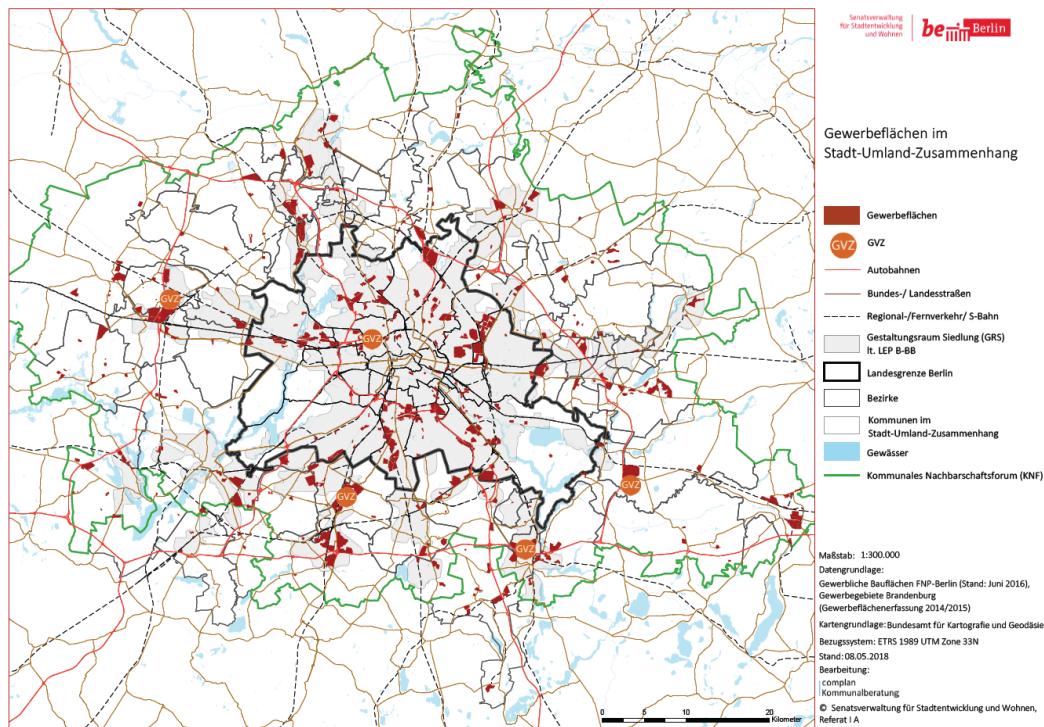 Senatsverwaltung
für Stadtentwicklung
und Wohnen
be Berlin
Gewerbeflächen im
Stadt-Umland-Zusammenhang
Gewerbeflächen
GVZ GVZ
Autobahnen
Bundes-/ Landesstraßen
Regional-/Fernverkehr/ S-Bahn
Gestaltungsraum Siedlung (GRS)
lt. LEP B-BB
Landesgrenze Berlin
Bezirke
Kommunen im
Stadt-Umland-Zusammenhang
Gewässer
Kommunales Nachbarschaftsforum (KNF)
GVZ
GVZ
GVZ
GVZ
GVZ
Maßstab: 1:300.000
Datengrundlage:
Gewerbliche Bauflächen FNP-Berlin (Stand: Juni 2016),
Gewerbegebiete Brandenburg
(Gewerbeflächenerfassung 2014/2015)
Kartengrundlage: Bundesamt für Kartografie und Geodäsie
Bezugssystem: ETRS 1989 UTM Zone 33N
Stand: 08.05.2018
Bearbeitung:
complan
Kommunalberatung
© Senatsverwaltung für Stadtentwicklung und Wohnen,
Referat I A
0 5 10 20
Kilometer